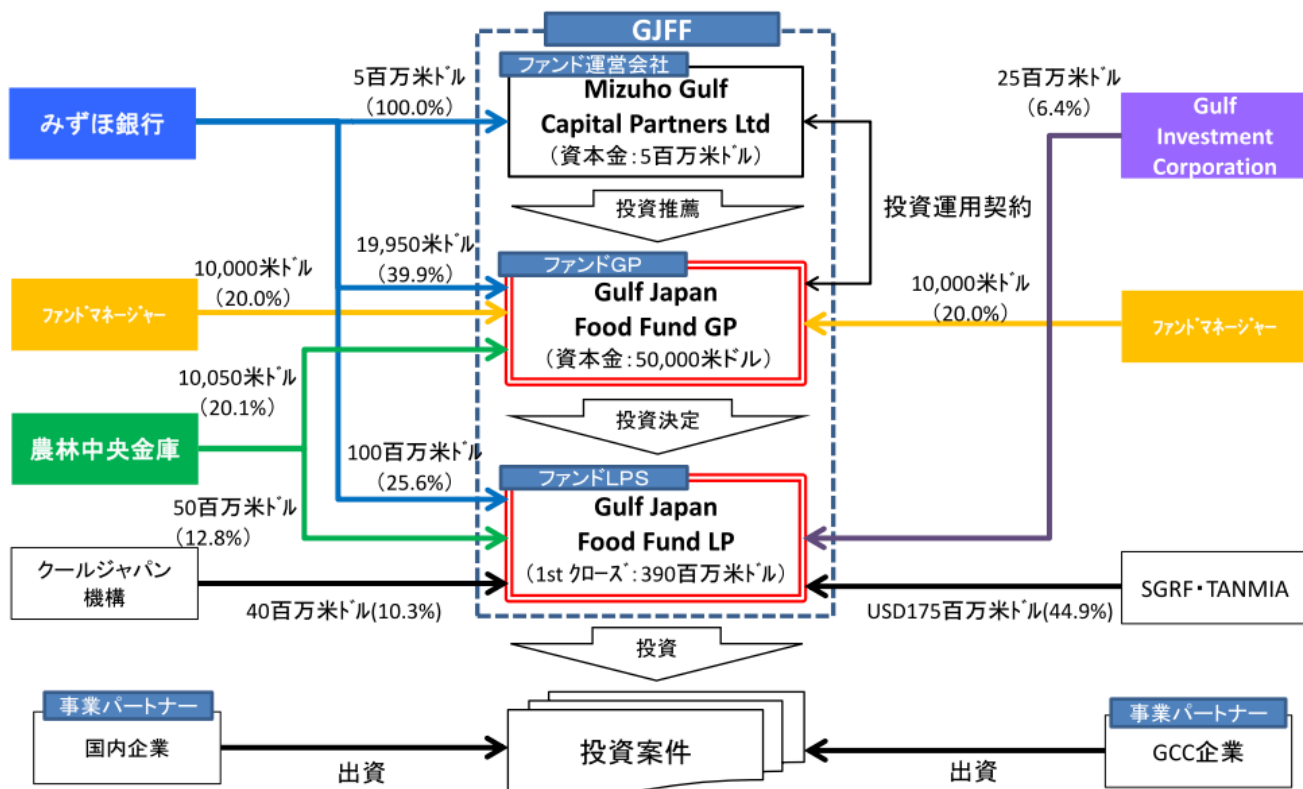 GJFF
ファンド運営会社
Mizuho Gulf
Capital Partners Ltd
（資本金：5百万米ドル）
5百万米ドル
（100.0%）
みずほ銀行
25百万米ドル
（6.4%）
Gulf
Investment
Corporation
投資推薦
投資運用契約
19,950米ドル
（39.9%）
ファンドGP
Gulf Japan
Food Fund GP
（資本金：50,000米ドル）
10,000米ドル
（20.0%）
ファンドマネージャー
10,000米ドル
（20.0%）
ファンドマネージャー
10,050米ドル
（20.1%）
農林中央金庫
投資決定
100百万米ドル
（25.6%）
ファンドLPS
Gulf Japan
Food Fund LP
（1st クローズ：390百万米ドル）
50百万米ドル
（12.8%）
クールジャパン
機構
40百万米ドル(10.3%)
SGRF・TANMIA
USD175百万米ドル(44.9%)
投資
事業パートナー
国内企業
出資
投資案件
事業パートナー
GCC企業
出資